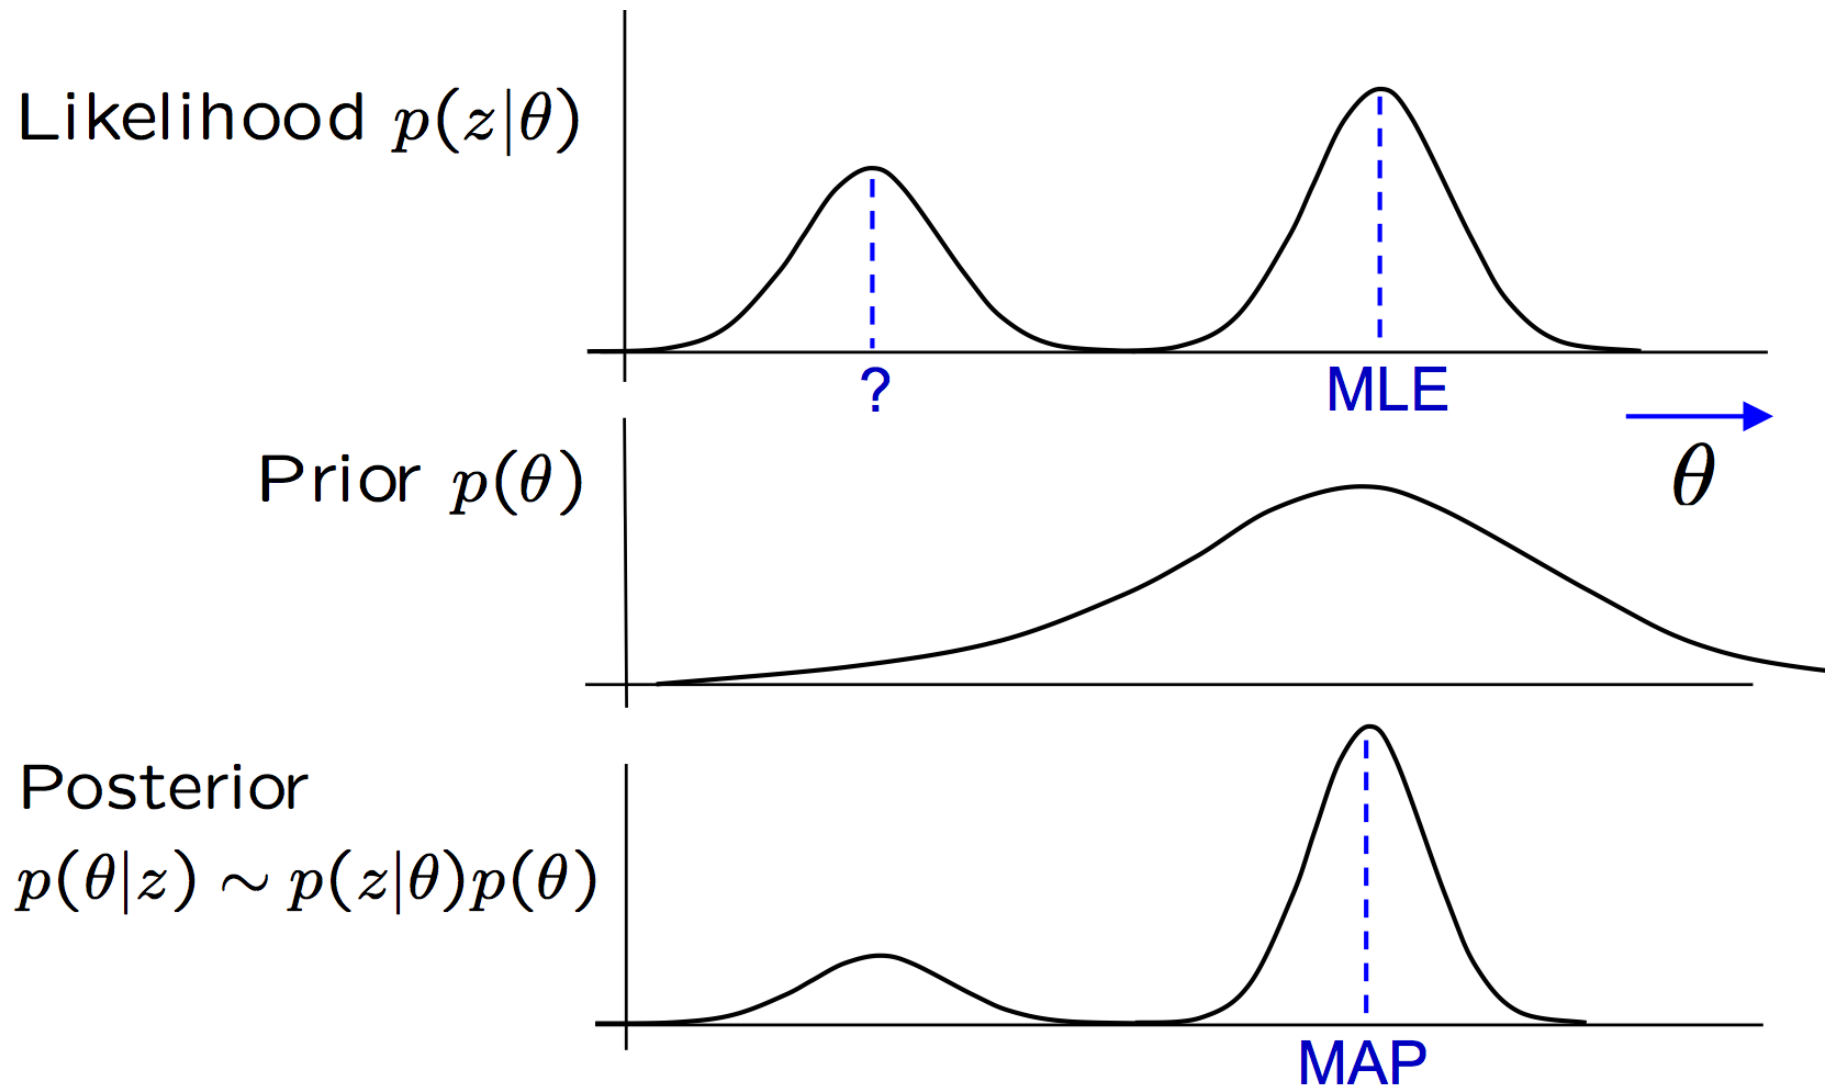 Likelihood p(z|θ)
? MLE
θ
Prior p(θ)
Posterior
p(θ|z) ∼ p(z|θ)p(θ)
MAP